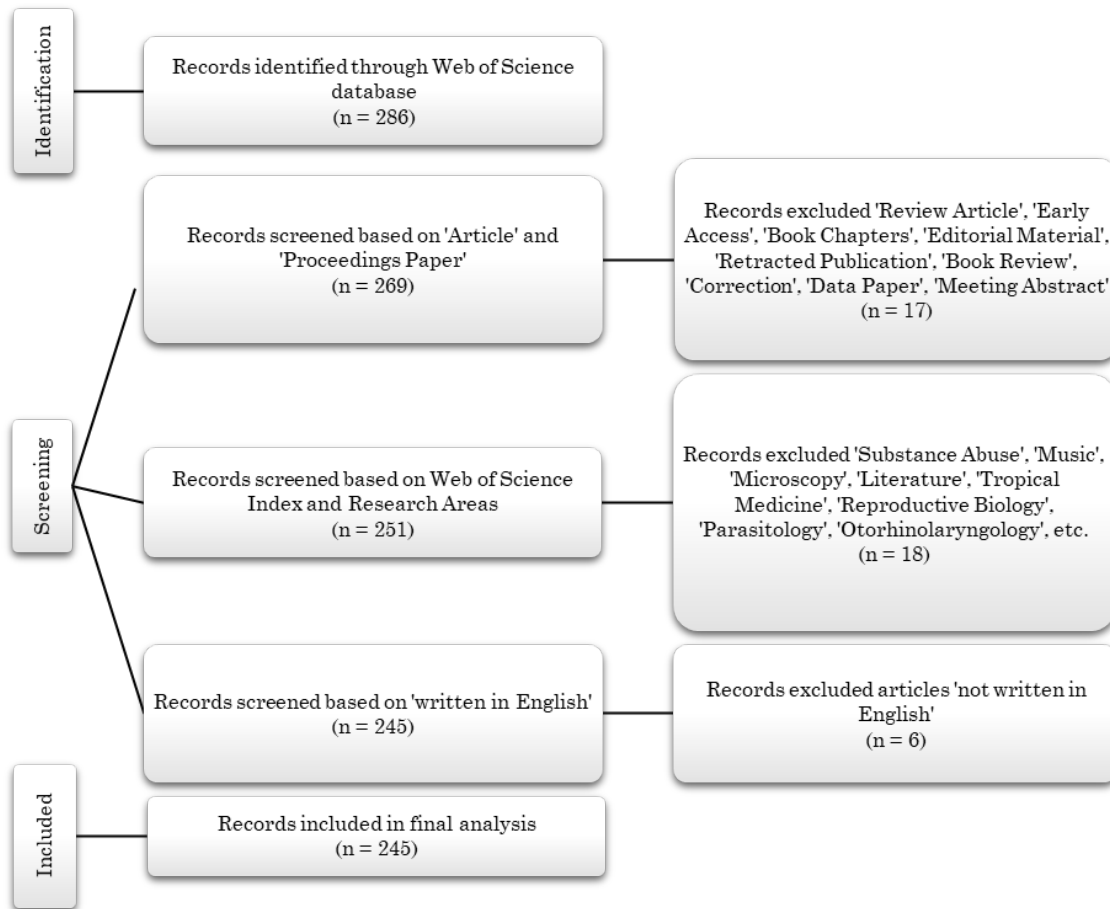 Identification
Records identified through Web of Science
database
(n = 286)
Screening
Records screened based on 'Article' and
'Proceedings Paper'
(n = 269)
Records excluded 'Review Article', 'Early
Access', 'Book Chapters', 'Editorial Material',
'Retracted Publication', 'Book Review',
'Correction', 'Data Paper', 'Meeting Abstract'
(n = 17)
Records screened based on Web of Science
Index and Research Areas
(n = 251)
Records excluded 'Substance Abuse', 'Music',
'Microscopy', 'Literature', 'Tropical
Medicine', 'Reproductive Biology',
'Parasitology', 'Otorhinolaryngology', etc.
(n = 18)
Records screened based on 'written in English'
(n = 245)
Records excluded articles 'not written in
English'
(n = 6)
Included
Records included in final analysis
(n = 245)